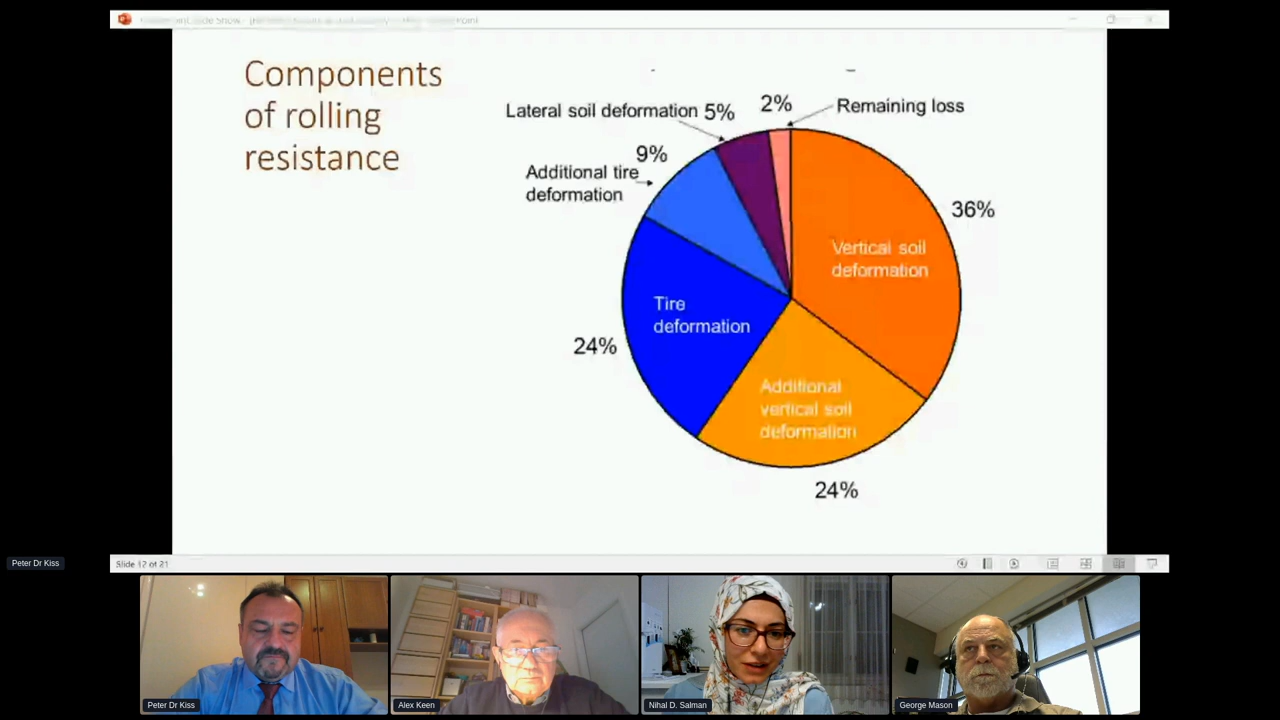 Components
of rolling
resistance
Lateral soil deformation 5%
2%
Remaining loss
9%
Additional tire
deformation
36%
Vertical soil
deformation
Tire
deformation
24%
Additional
vertical soil
deformation
24%
Slide 12 of 21
Peter Dr Kiss
Peter Dr Kiss
Alex Keen
Nihal D. Salman
George Mason